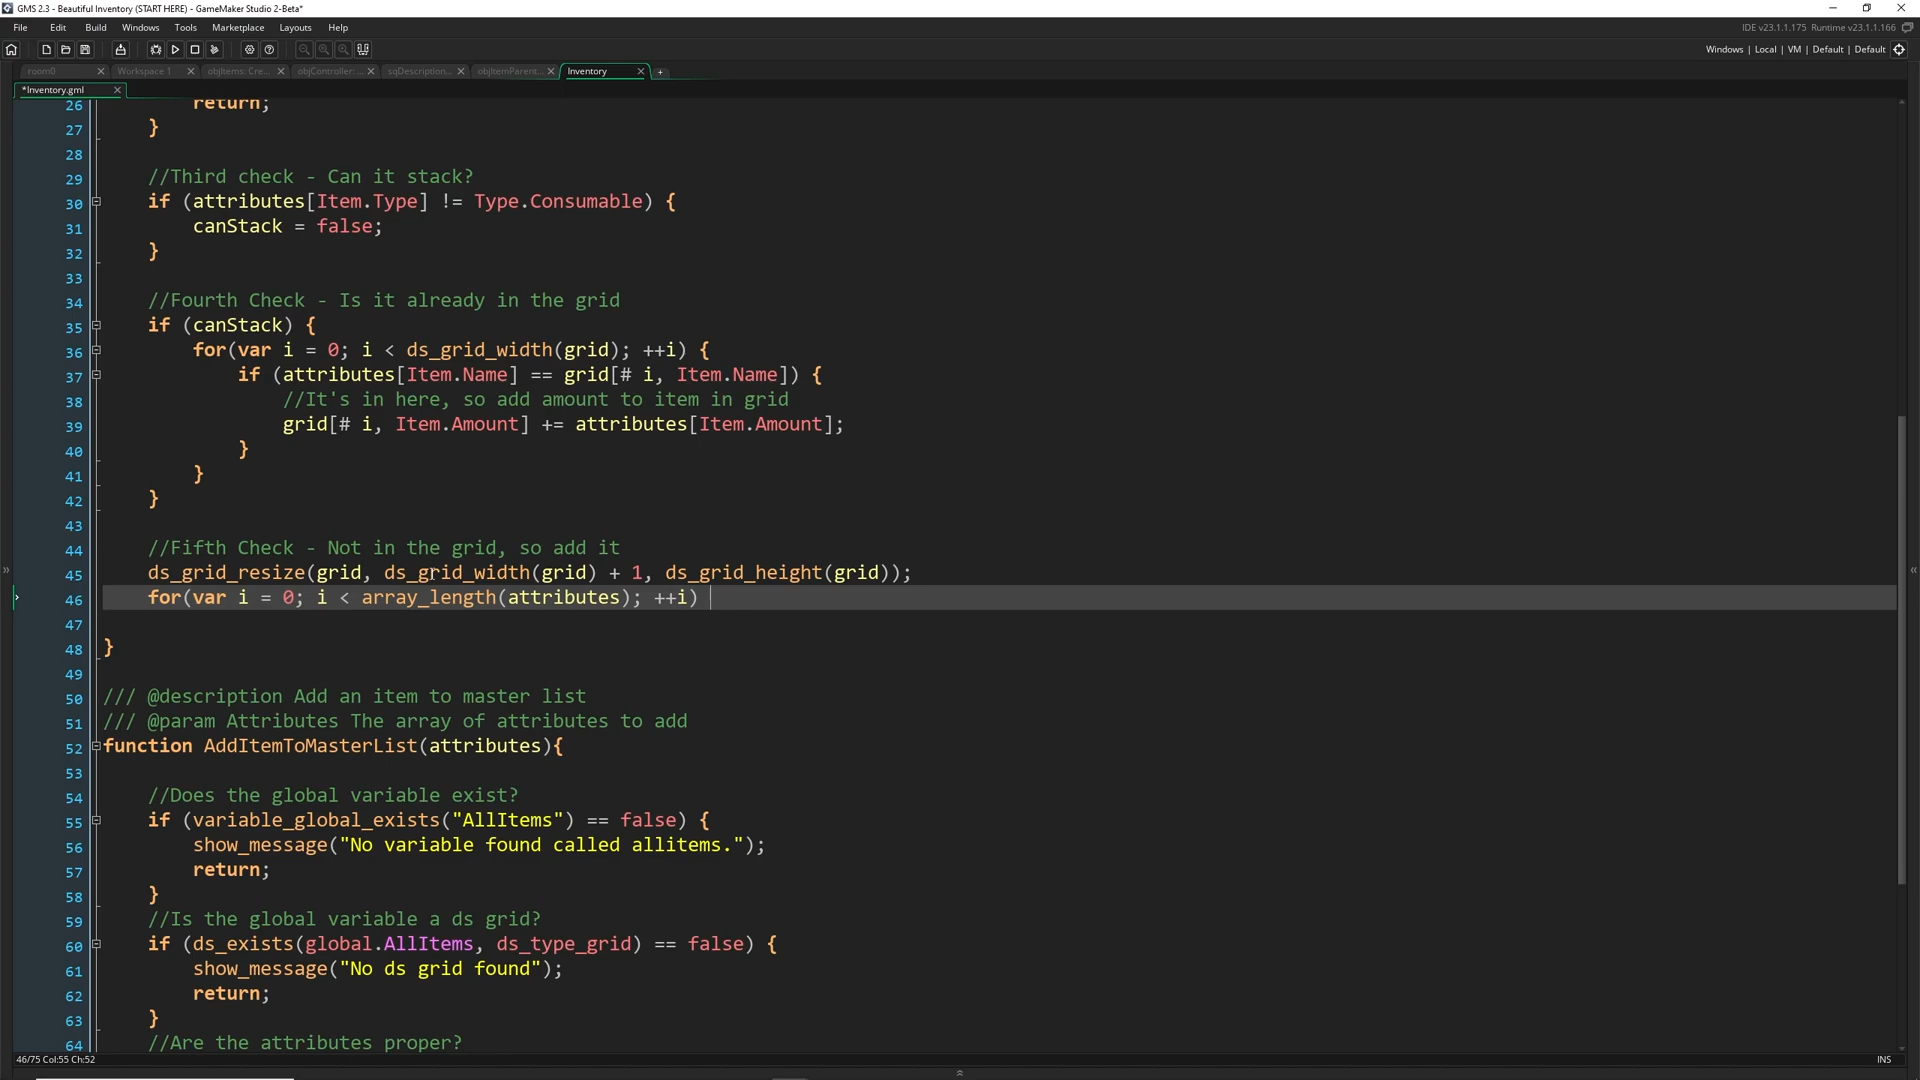 GMS 2.3 - Beautiful Inventory (START HERE) - GameMaker Studio 2-Beta*
File Edit Build Windows Tools Marketplace Layouts Help
IDE v23.1.1.175 Runtime v23.1.1.166
Windows | Local | VM | Default | Default
room0 Workspace 1 objItems: Cre... objController: ... sqDescription... objItemParent... Inventory
*Inventory.gml
26 return;
27 }
28
29 //Third check - Can it stack?
30 if (attributes[Item.Type] != Type.Consumable) {
31 canStack = false;
32 }
33
34 //Fourth Check - Is it already in the grid
35 if (canStack) {
36 for(var i = 0; i < ds_grid_width(grid); ++i) {
37 if (attributes[Item.Name] == grid[# i, Item.Name]) {
38 //It's in here, so add amount to item in grid
39 grid[# i, Item.Amount] += attributes[Item.Amount];
40 }
41 }
42 }
43
44 //Fifth Check - Not in the grid, so add it
45 ds_grid_resize(grid, ds_grid_width(grid) + 1, ds_grid_height(grid));
46 for(var i = 0; i < array_length(attributes); ++i)
47
48 }
49
50 /// @description Add an item to master list
51 /// @param Attributes The array of attributes to add
52 function AddItemToMasterList(attributes){
53
54 //Does the global variable exist?
55 if (variable_global_exists("AllItems") == false) {
56 show_message("No variable found called allitems.");
57 return;
58 }
59 //Is the global variable a ds grid?
60 if (ds_exists(global.AllItems, ds_type_grid) == false) {
61 show_message("No ds grid found");
62 return;
63 }
64 //Are the attributes proper?
46/75 Col:55 Ch:52 INS